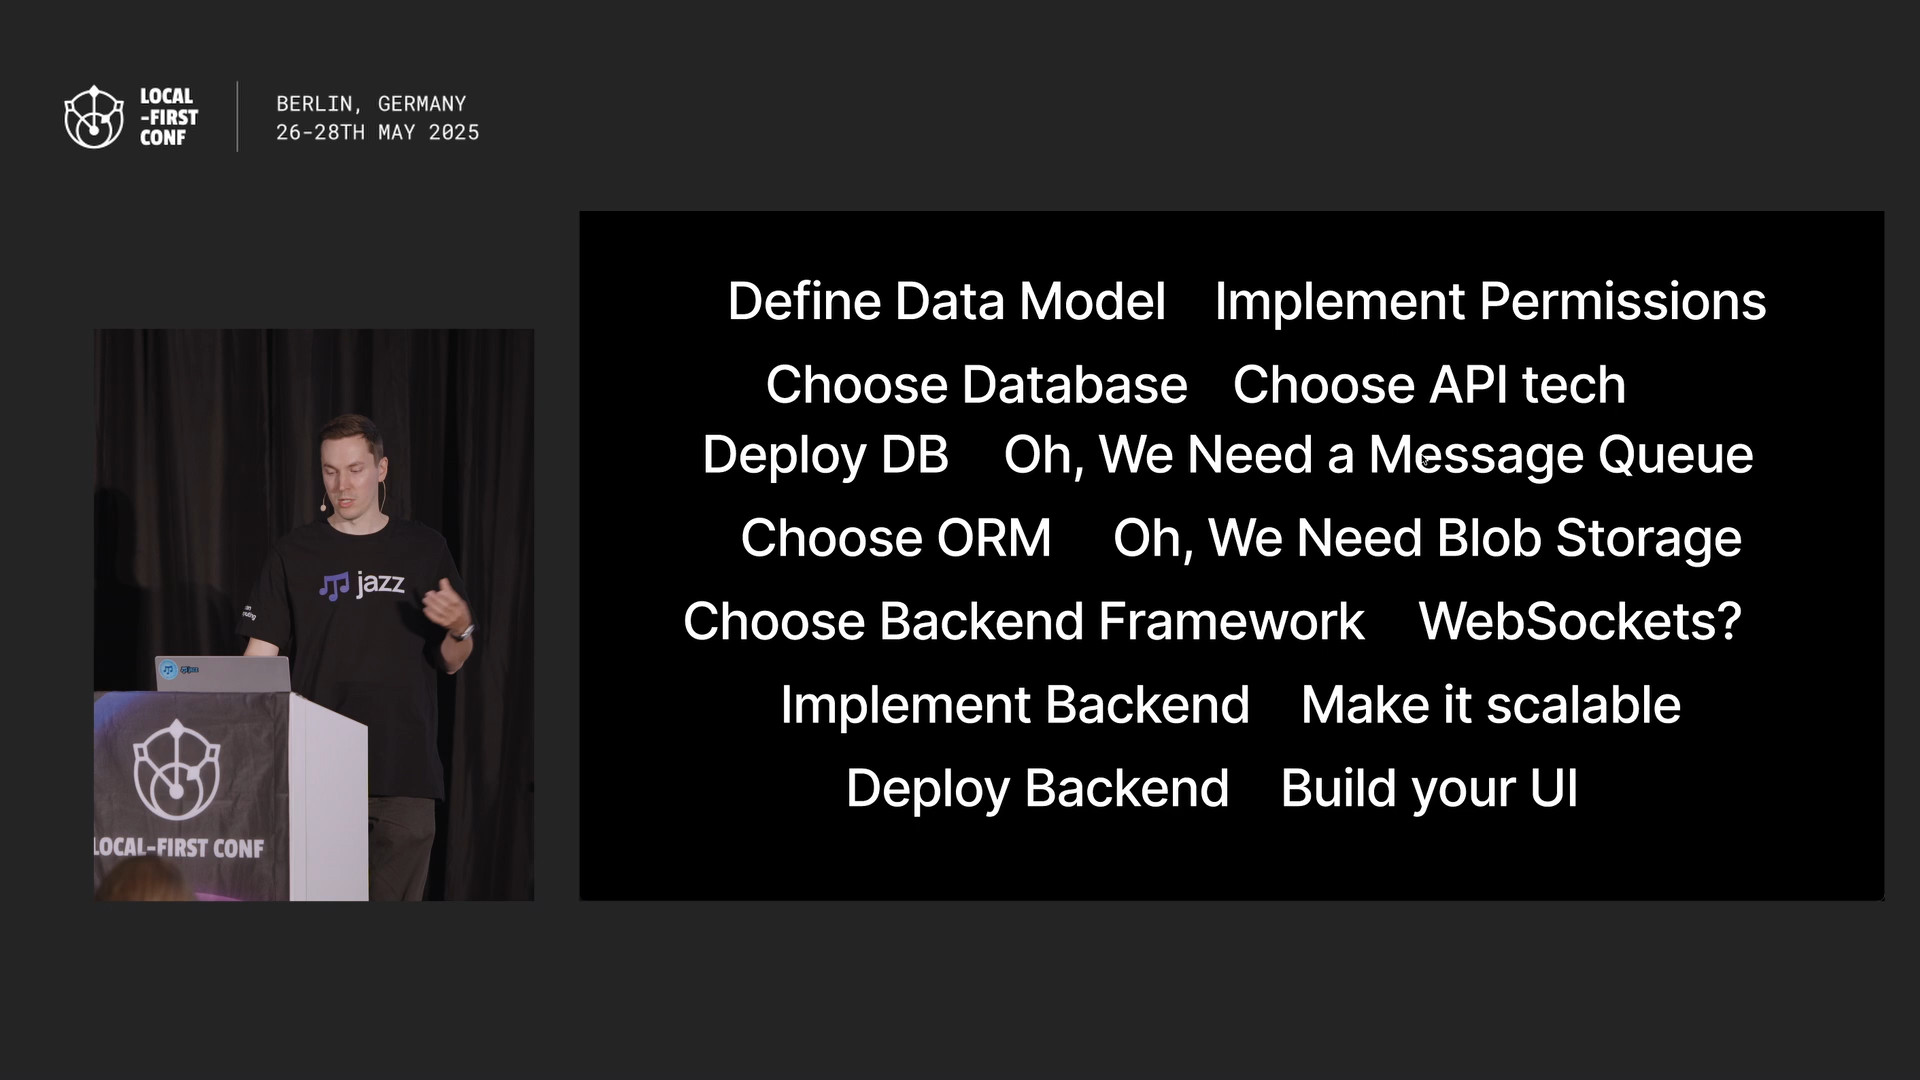 LOCAL
-FIRST
CONF
BERLIN, GERMANY
26-28TH MAY 2025
Define Data Model Implement Permissions
Choose Database Choose API tech
Deploy DB Oh, We Need a Message Queue
Choose ORM Oh, We Need Blob Storage
Choose Backend Framework WebSockets?
Implement Backend Make it scalable
Deploy Backend Build your UI
jazz
LOCAL-FIRST CONF